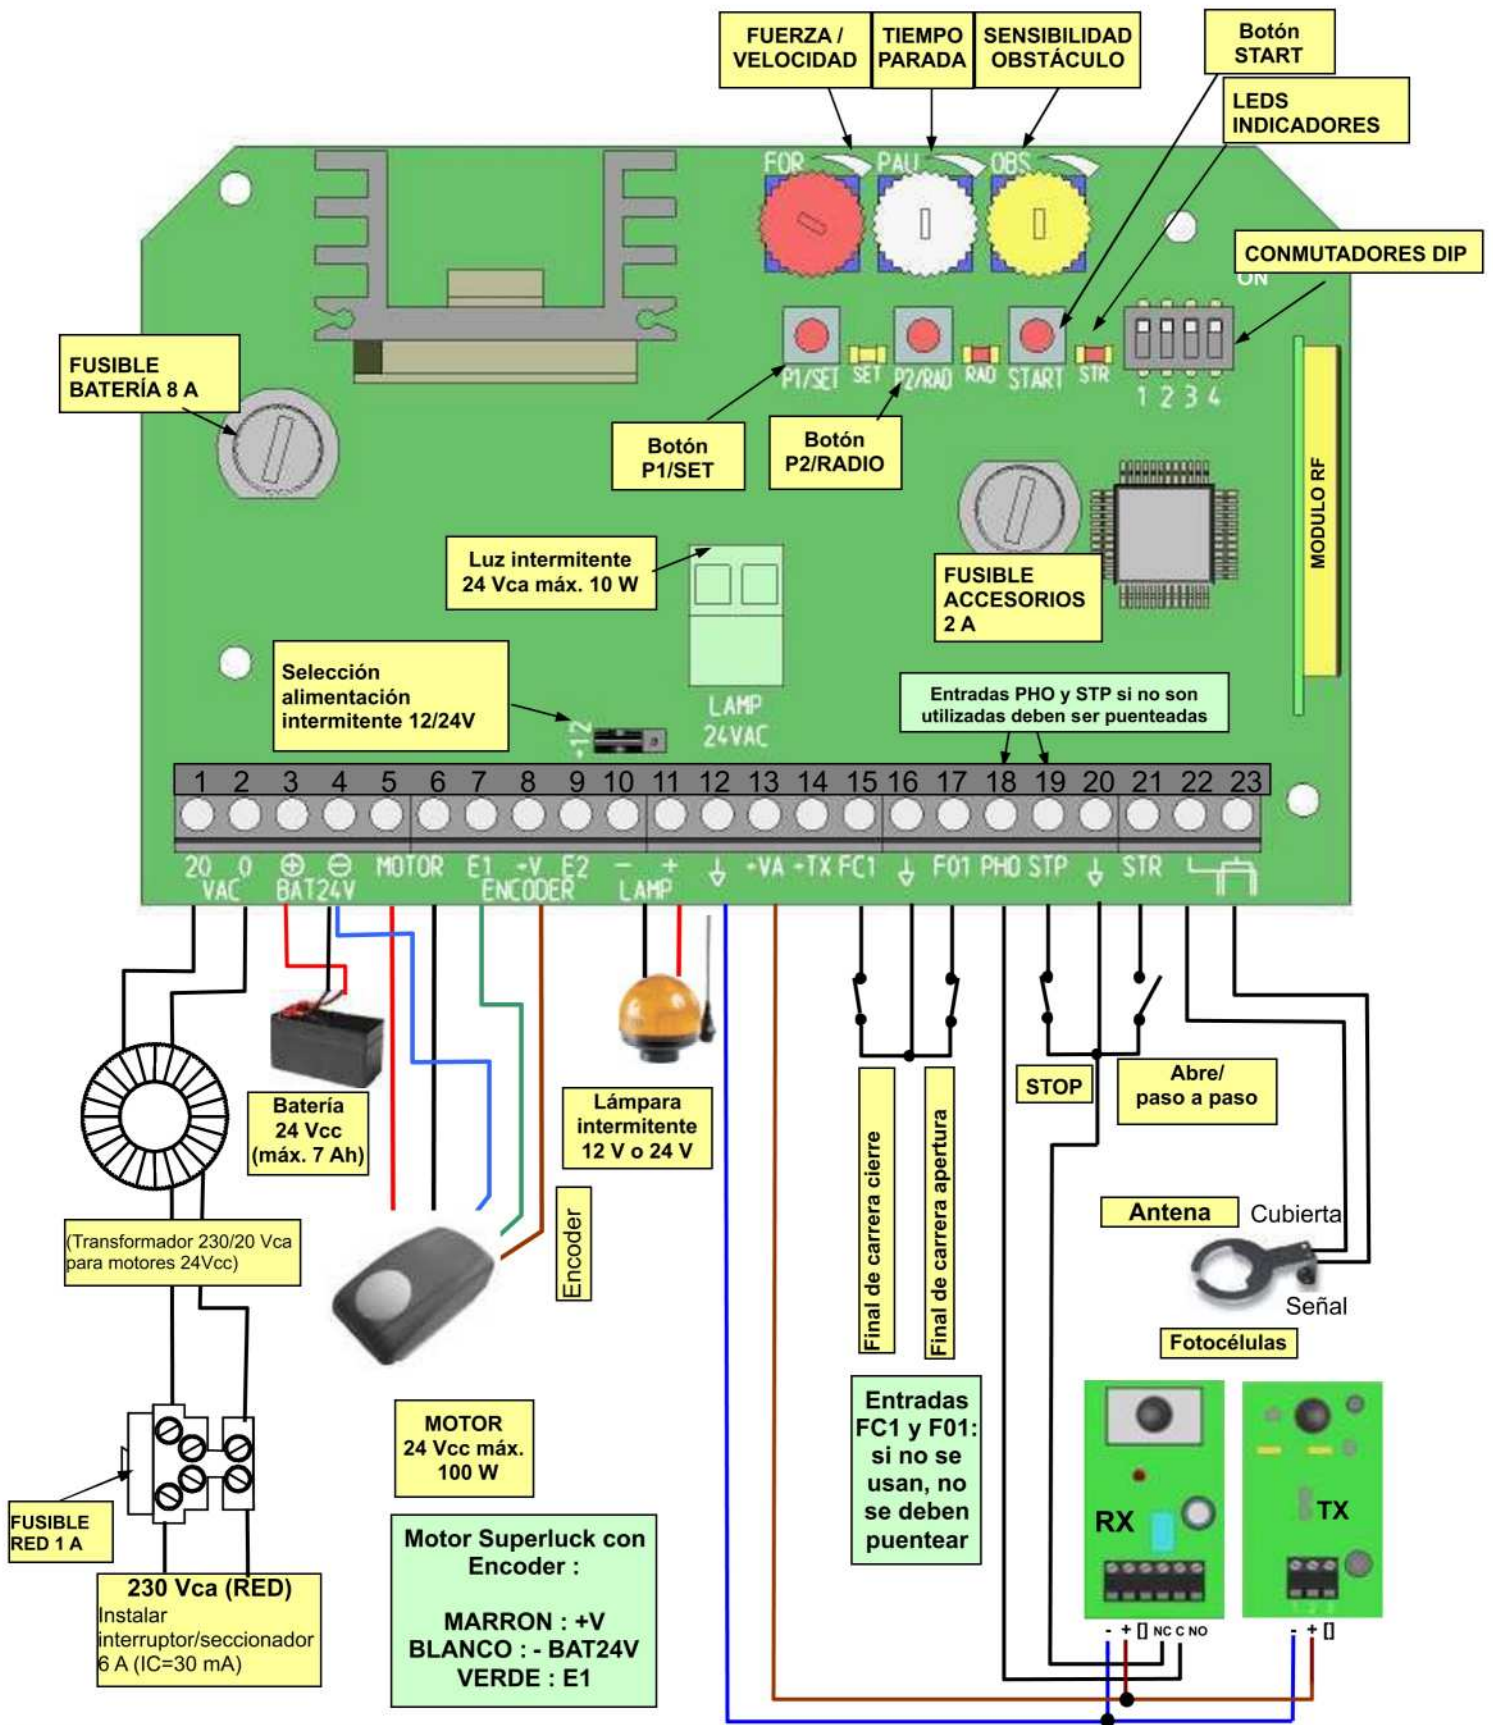 FUERZA /
VELOCIDAD
TIEMPO
PARADA
SENSIBILIDAD
OBSTÁCULO
Botón
START
LEDS
INDICADORES
FOR
PAU
OBS
CONMUTADORES DIP
ON
FUSIBLE
BATERÍA 8 A
P1/SET
SET
P2/RAD
RAD
START
STR
1 2 3 4
Botón
P1/SET
Botón
P2/RADIO
MODULO RF
Luz intermitente
24 Vca máx. 10 W
FUSIBLE
ACCESORIOS
2 A
Selección
alimentación
intermitente 12/24V
Entradas PHO y STP si no son
utilizadas deben ser puenteadas
LAMP
24VAC
+12
1 2 3 4 5 6 7 8 9 10 11 12 13 14 15 16 17 18 19 20 21 22 23
20 0 MOTOR E1 +V E2 − + +VA +TX FC1 F01 PHO STP STR
VAC BAT24V ENCODER LAMP
Batería
24 Vcc
(máx. 7 Ah)
Lámpara
intermitente
12 V o 24 V
STOP
Abre/
paso a paso
Final de carrera cierre
Final de carrera apertura
Encoder
Antena
Cubierta
Señal
Fotocélulas
(Transformador 230/20 Vca
para motores 24Vcc)
MOTOR
24 Vcc máx.
100 W
Entradas
FC1 y F01:
si no se
usan, no
se deben
puentear
FUSIBLE
RED 1 A
Motor Superluck con
Encoder :
MARRON : +V
BLANCO : - BAT24V
VERDE : E1
230 Vca (RED)
Instalar
interruptor/seccionador
6 A (IC=30 mA)
RX
TX
1 2 3
- + [] NC C NO
- + []